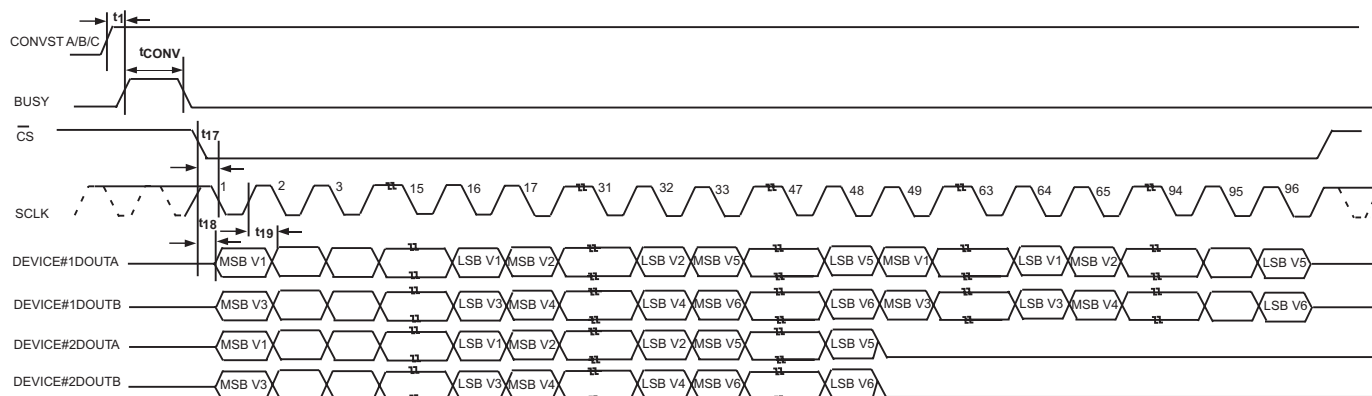 t1
CONVST A/B/C
tCONV
BUSY
CS
t17
SCLK
1 2 3 15 16 17 31 32 33 47 48 49 63 64 65 94 95 96
t18
t19
DEVICE#1DOUTA MSB V1 LSB V1 MSB V2 LSB V2 MSB V5 LSB V5 MSB V1 LSB V1 MSB V2 LSB V5
DEVICE#1DOUTB MSB V3 LSB V3 MSB V4 LSB V4 MSB V6 LSB V6 MSB V3 LSB V3 MSB V4 LSB V6
DEVICE#2DOUTA MSB V1 LSB V1 MSB V2 LSB V2 MSB V5 LSB V5
DEVICE#2DOUTB MSB V3 LSB V3 MSB V4 LSB V4 MSB V6 LSB V6